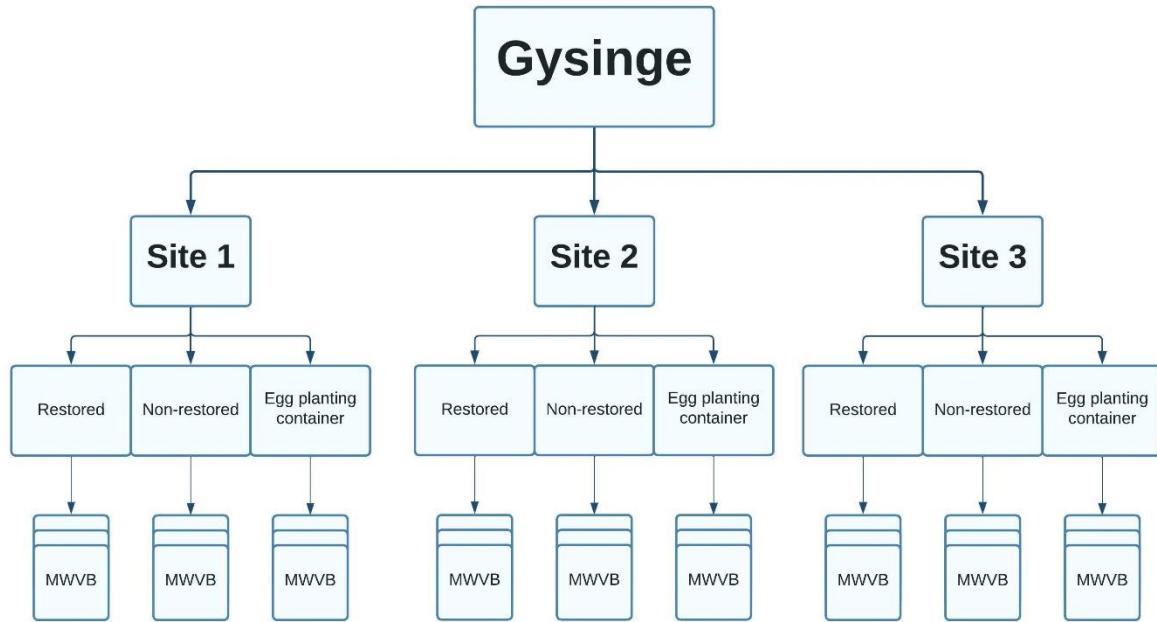 Gysinge
Site 1
Site 2
Site 3
Restored
Non-restored
Egg planting
container
Restored
Non-restored
Egg planting
container
Restored
Non-restored
Egg planting
container
MWVB
MWVB
MWVB
MWVB
MWVB
MWVB
MWVB
MWVB
MWVB